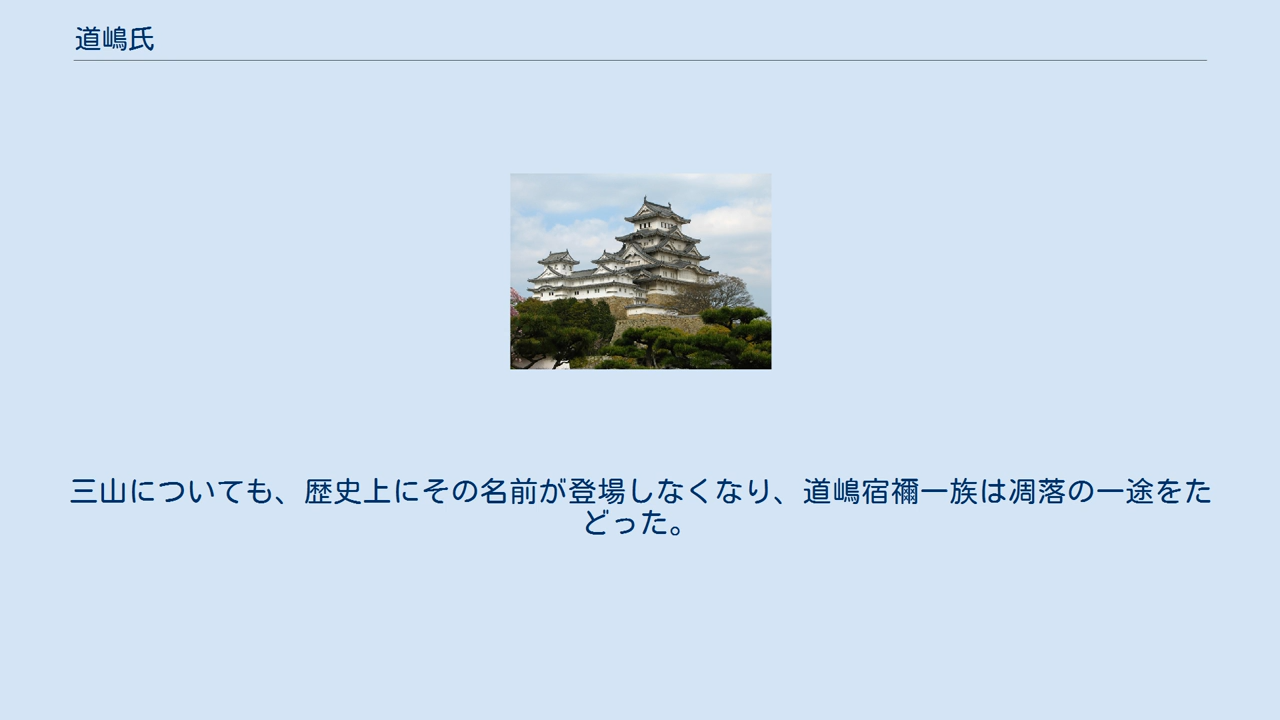 道嶋氏
三山についても、歴史上にその名前が登場しなくなり、道嶋宿禰一族は凋落の一途をた
どった。